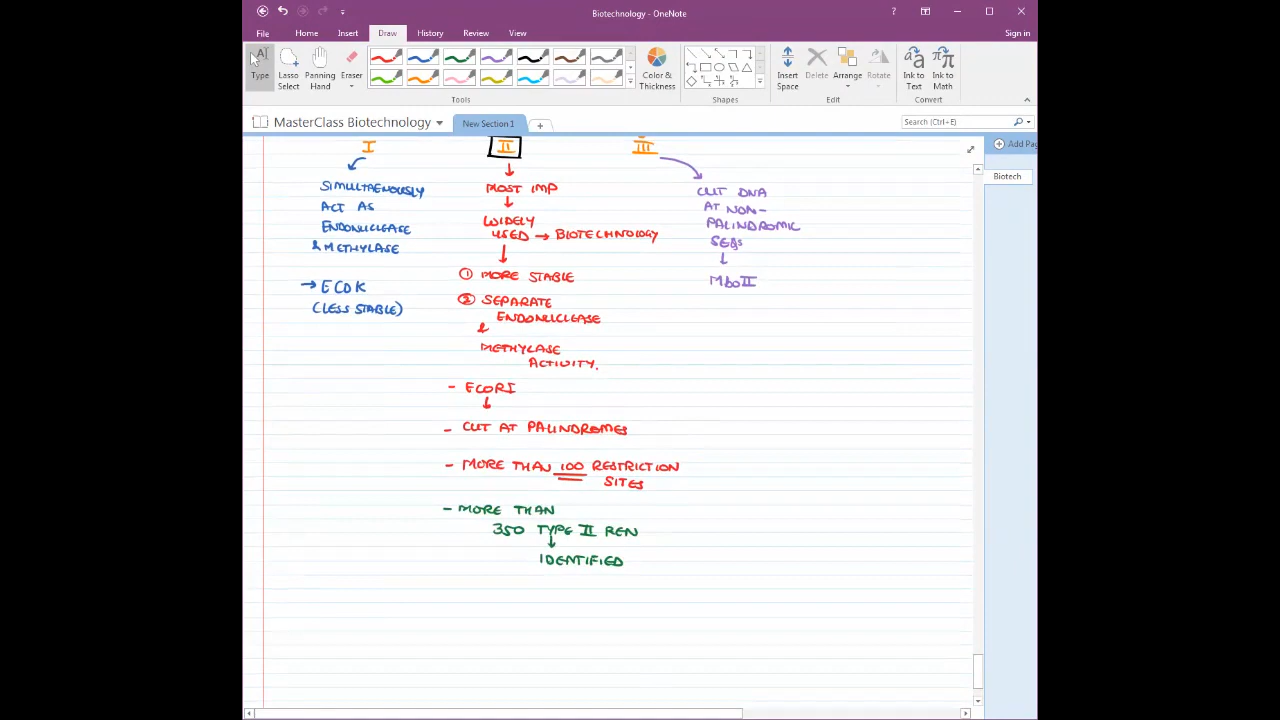 Biotechnology - OneNote
?
File
Home
Insert
Draw
History
Review
View
Sign in
Type
Lasso
Select
Panning
Hand
Eraser
Color &
Thickness
Insert
Space
Delete
Arrange
Rotate
Ink to
Text
Ink to
Math
Tools
Shapes
Edit
Convert
MasterClass Biotechnology
New Section 1
Search (Ctrl+E)
Add Pag
Biotech
I
SIMULTAENOUSLY
ACT AS
ENDONUCLEASE
& METHYLASE
→ ECOK
(LESS STABLE)
II
MOST IMP
WIDELY
USED → BIOTECHNOLOGY
① MORE STABLE
② SEPARATE
ENDONUCLEASE
&
METHYLASE
ACTIVITY.
- ECORI
- CUT AT PALINDROMES
- MORE THAN 100 RESTRICTION
SITES
- MORE THAN
350 TYPE II REN
IDENTIFIED
III
CUT DNA
AT NON-
PALINDROMIC
SEQs
MboII